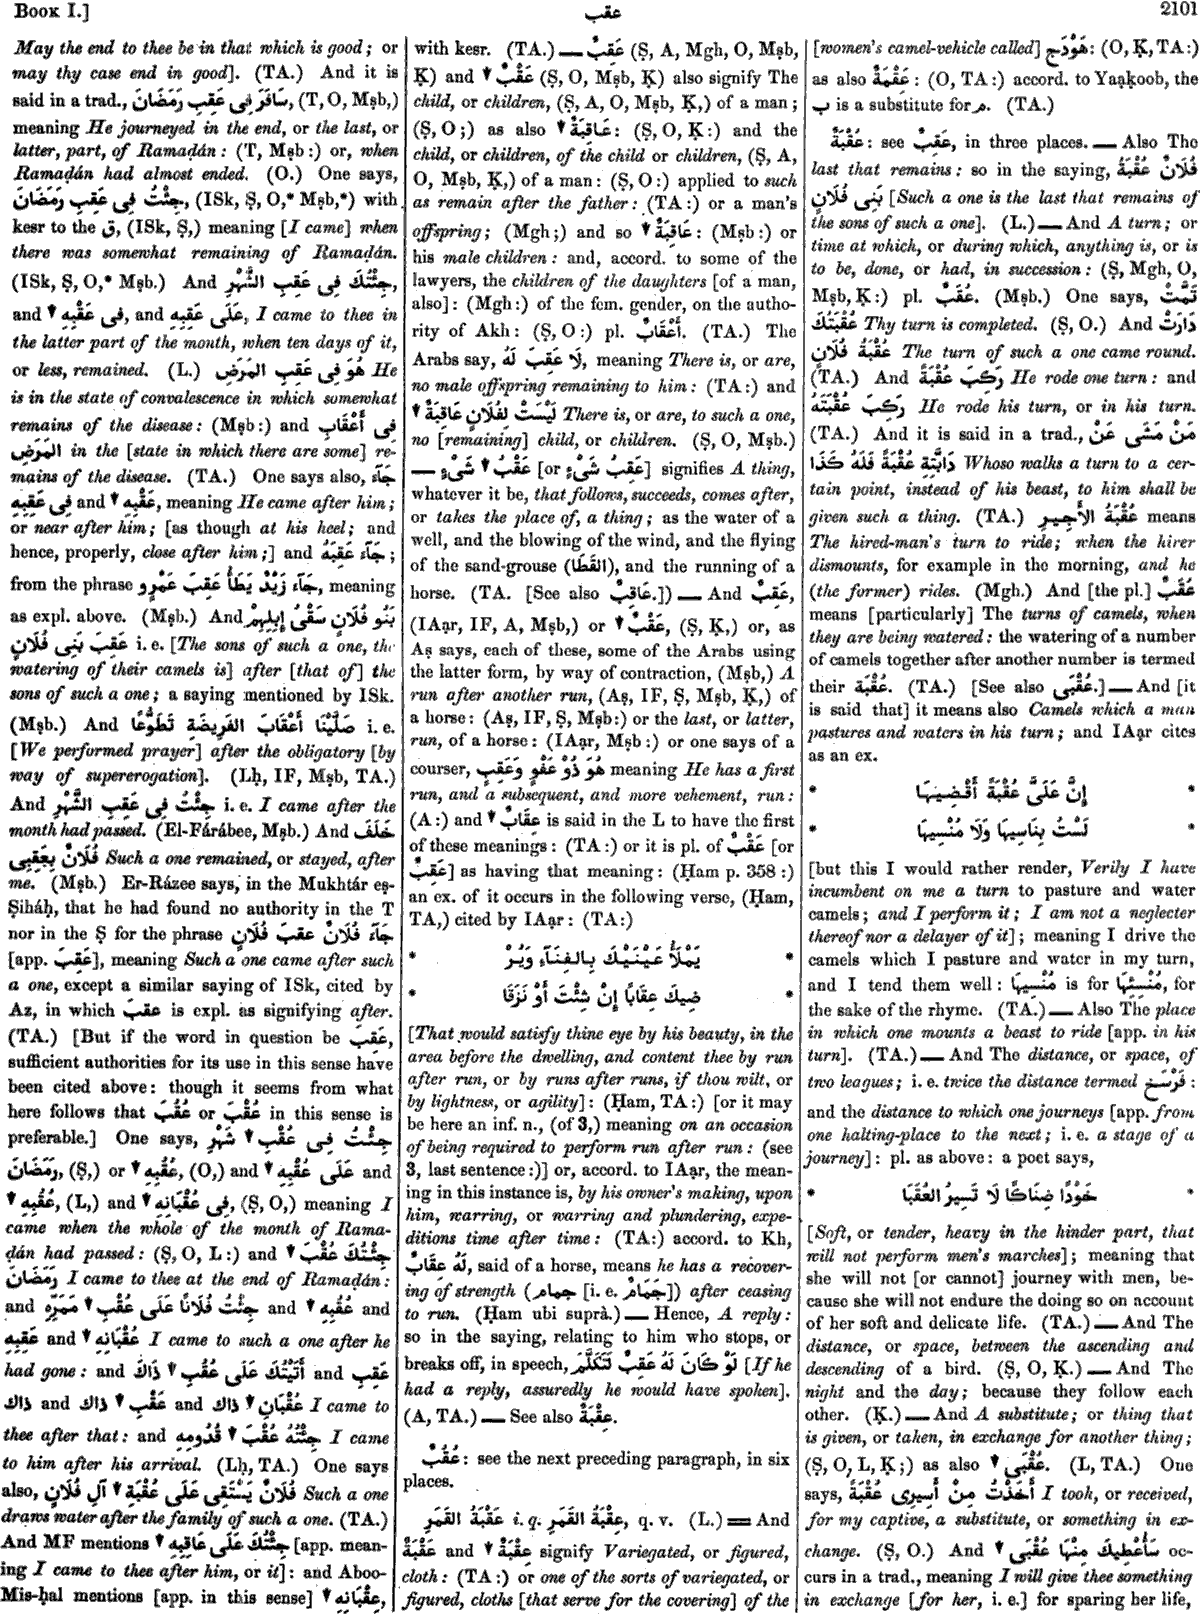 Book I.]
عقب
2101
May the end to thee be in that which is good; or
may thy case end in good]. (TA.) And it is
said in a trad., سَافَرَ فِى عَقِبِ رَمَضَانَ, (T, O, Mṣb,)
meaning He journeyed in the end, or the last, or
latter, part, of Ramaḍán: (T, Mṣb:) or, when
Ramaḍán had almost ended. (O.) One says,
جِئْتُ فِى عَقِبِ رَمَضَانَ, (ISk, Ṣ, O,* Mṣb,*) with
kesr to the ق, (ISk, Ṣ,) meaning [I came] when
there was somewhat remaining of Ramaḍán.
(ISk, Ṣ, O,* Mṣb.) And جِئْتُكَ فِى عَقِبِ الشَّهْرِ,
and ▼ فِى عَقْبِهِ, and عَلَى عَقِبِهِ, I came to thee in
the latter part of the month, when ten days of it,
or less, remained. (L.) هُوَ فِى عَقِبِ المَرَضِ He
is in the state of convalescence in which somewhat
remains of the disease: (Mṣb:) and فِى أَعْقَابِ
المَرَضِ in the [state in which there are some] re-
mains of the disease. (TA.) One says also, جَآءَ
فِى عَقِبِهِ and ▼ عَقْبِهِ, meaning He came after him;
or near after him; [as though at his heel; and
hence, properly, close after him;] and جَآءَ عَقِبَهُ;
from the phrase جَآءَ زَيْدٌ يَطَأُ عَقِبَ عَمْرٍو, meaning
as expl. above. (Mṣb.) And بَنُو فُلَانٍ سَقْىُ إِبِلِهِمْ
عَقِبَ بَنِى فُلَانٍ i. e. [The sons of such a one, the
watering of their camels is] after [that of] the
sons of such a one; a saying mentioned by ISk.
(Mṣb.) And صَلَّيْنَا أَعْقَابَ الفَرِيضَةِ تَطَوُّعًا i. e.
[We performed prayer] after the obligatory [by
way of supererogation]. (Lḥ, IF, Mṣb, TA.)
And جِئْتُ فِى عَقِبِ الشَّهْرِ i. e. I came after the
month had passed. (El-Fárábee, Mṣb.) And خَلَفَ
فُلَانٌ بِعَقِبِى Such a one remained, or stayed, after
me. (Mṣb.) Er-Rázee says, in the Mukhtár eṣ-
Ṣiháḥ, that he had found no authority in the T
nor in the Ṣ for the phrase جَآءَ فُلَانٌ عقبَ فُلَانٍ
[app. عَقِبَ], meaning Such a one came after such
a one, except a similar saying of ISk, cited by
Az, in which عقبَ is expl. as signifying after.
(TA.) [But if the word in question be عَقِبَ,
sufficient authorities for its use in this sense have
been cited above: though it seems from what
here follows that عُقْبَ or عُقُبَ in this sense is
preferable.] One says, جِئْتُ فِى عُقْبِ ▼ شَهْرِ
رَمَضَانَ, (Ṣ,) or ▼ عُقْبِهِ, (O,) and ▼ عَلَى عُقْبِهِ and
▼ عُقُبِهِ, (L,) and ▼ فِى عُقْبَانِهِ, (Ṣ, O,) meaning I
came when the whole of the month of Rama-
ḍán had passed: (Ṣ, O, L:) and ▼ جِئْتُكَ عُقْبَ
رَمَضَانَ I came to thee at the end of Ramaḍán:
and جِئْتُ فُلَانًا عَلَى عُقْبِ ▼ مَمَرِّهِ and ▼ عُقُبِهِ and
عَقِبِهِ and ▼ عُقْبَانِهِ I came to such a one after he
had gone: and أَتَيْتُكَ عَلَى عُقُبِ ▼ ذَاكَ and عَقِبِ
ذاك and ▼ عَقْبِ ذاك and ▼ عُقْبَانِ ذاك I came to
thee after that: and جِئْتُهُ عُقْبَ ▼ قُدُومِهِ I came
to him after his arrival. (Lḥ, TA.) One says
also, فُلَانٌ يَسْتَقِى عَلَى عُقْبَةِ ▼ آلِ فُلَانٍ Such a one
draws water after the family of such a one. (TA.)
And MF mentions ▼ جِئْتُكَ عَلَى عَاقِبِهِ [app. mean-
ing I came to thee after him, or it]: and Aboo-
Mis-ḥal mentions [app. in this sense] ▼ عِقْبَانِهِ,
with kesr. (TA.) — عَقِبٌ (Ṣ, A, Mgh, O, Mṣb,
Ḳ) and ▼ عَقْبٌ (Ṣ, O, Mṣb, Ḳ) also signify The
child, or children, (Ṣ, A, O, Mṣb, Ḳ,) of a man;
(Ṣ, O;) as also ▼ عَاقِبَةٌ: (Ṣ, O, Ḳ:) and the
child, or children, of the child or children, (Ṣ, A,
O, Mṣb, Ḳ,) of a man: (Ṣ, O:) applied to such
as remain after the father: (TA:) or a man's
offspring; (Mgh;) and so ▼ عَاقِبَةٌ: (Mṣb:) or
his male children: and, accord. to some of the
lawyers, the children of the daughters [of a man,
also]: (Mgh:) of the fem. gender, on the autho-
rity of Akh: (Ṣ, O:) pl. أَعْقَابٌ. (TA.) The
Arabs say, لَا عَقِبَ لَهُ, meaning There is, or are,
no male offspring remaining to him: (TA:) and
▼ لَيْسَتْ لِفُلَانٍ عَاقِبَةٌ There is, or are, to such a one,
no [remaining] child, or children. (Ṣ, O, Mṣb.)
— عَقْبُ ▼ شَىْءٍ [or عَقِبُ شَىْءٍ] signifies A thing,
whatever it be, that follows, succeeds, comes after,
or takes the place of, a thing; as the water of a
well, and the blowing of the wind, and the flying
of the sand-grouse (القَطَا), and the running of a
horse. (TA. [See also عَاقِبٌ.]) — And عَقِبٌ,
(IAạr, IF, A, Mṣb,) or ▼ عَقْبٌ, (Ṣ, Ḳ,) or, as
Aṣ says, each of these, some of the Arabs using
the latter form, by way of contraction, (Mṣb,) A
run after another run, (Aṣ, IF, Ṣ, Mṣb, Ḳ,) of
a horse: (Aṣ, IF, Ṣ, Mṣb:) or the last, or latter,
run, of a horse: (IAạr, Mṣb:) or one says of a
courser, هُوَ ذُو عَفْوٍ وَعَقِبٍ meaning He has a first
run, and a subsequent, and more vehement, run:
(A:) and ▼ عِقَابٌ is said in the L to have the first
of these meanings: (TA:) or it is pl. of عَقْبٌ [or
عَقِبٌ] as having that meaning: (Ḥam p. 358:)
an ex. of it occurs in the following verse, (Ḥam,
TA,) cited by IAạr: (TA:)
* يَمْلَأُ عَيْنَيْكَ بِالفِنَآءِ وَيُرْ *
* ضِيكَ عِقَابًا إِنْ شِئْتَ أَوْ نَزَقَا *
[That would satisfy thine eye by his beauty, in the
area before the dwelling, and content thee by run
after run, or by runs after runs, if thou wilt, or
by lightness, or agility]: (Ḥam, TA:) [or it may
be here an inf. n., (of 3,) meaning on an occasion
of being required to perform run after run: (see
3, last sentence:)] or, accord. to IAạr, the mean-
ing in this instance is, by his owner's making, upon
him, warring, or warring and plundering, expe-
ditions time after time: (TA:) accord. to Kh,
لَهُ عِقَابٌ, said of a horse, means he has a recover-
ing of strength (جمام [i. e. جَمَامٌ]) after ceasing
to run. (Ḥam ubi suprà.) — Hence, A reply:
so in the saying, relating to him who stops, or
breaks off, in speech, لَوْ كَانَ لَهُ عَقِبٌ لَتَكَلَّمَ [If he
had a reply, assuredly he would have spoken].
(A, TA.) — See also عِقْبَةٌ.
عُقُبٌ: see the next preceding paragraph, in six
places.
عَقْبَةُ القَمَرِ i. q. عِقْبَةُ القَمَرِ, q. v. (L.) = And
عَقْبَةٌ and ▼ عِقْبَةٌ signify Variegated, or figured,
cloth: (TA:) or one of the sorts of variegated, or
figured, cloths [that serve for the covering] of the
[women's camel-vehicle called] هَوْدَج: (O, Ḳ, TA:)
as also عَقْمَةٌ: (O, TA:) accord. to Yaạḳoob, the
ب is a substitute for م. (TA.)
عُقْبَةٌ: see عَقِبٌ, in three places. — Also The
last that remains: so in the saying, فُلَانٌ عُقْبَةُ
بَنِى فُلَانٍ [Such a one is the last that remains of
the sons of such a one]. (L.) — And A turn; or
time at which, or during which, anything is, or is
to be, done, or had, in succession: (Ṣ, Mgh, O,
Mṣb, Ḳ:) pl. عُقَبٌ. (Mṣb.) One says, تَمَّتْ
عُقْبَتُكَ Thy turn is completed. (Ṣ, O.) And دَارَتْ
عُقْبَةُ فُلَانٍ The turn of such a one came round.
(TA.) And رَكِبَ عُقْبَةً He rode one turn: and
رَكِبَ عُقْبَتَهُ He rode his turn, or in his turn.
(TA.) And it is said in a trad., مَنْ مَشَى عَنْ
دَابَّتِهِ عُقْبَةً فَلَهُ كَذَا Whoso walks a turn to a cer-
tain point, instead of his beast, to him shall be
given such a thing. (TA.) عُقْبَةُ الأَجِيرِ means
The hired-man's turn to ride; when the hirer
dismounts, for example in the morning, and he
(the former) rides. (Mgh.) And [the pl.] عُقَبٌ
means [particularly] The turns of camels, when
they are being watered: the watering of a number
of camels together after another number is termed
their عُقْبَة. (TA.) [See also عُقْبَى.] — And [it
is said that] it means also Camels which a man
pastures and waters in his turn; and IAạr cites
as an ex.
* إِنَّ عَلَىَّ عُقْبَةً أَقْضِيهَا *
* لَسْتُ بِنَاسِيهَا وَلَا مُنْسِيهَا *
[but this I would rather render, Verily I have
incumbent on me a turn to pasture and water
camels; and I perform it; I am not a neglecter
thereof nor a delayer of it]; meaning I drive the
camels which I pasture and water in my turn,
and I tend them well: مُنْسِيهَا is for مُنْسِئِهَا, for
the sake of the rhyme. (TA.) — Also The place
in which one mounts a beast to ride [app. in his
turn]. (TA.) — And The distance, or space, of
two leagues; i. e. twice the distance termed فَرْسَخ:
and the distance to which one journeys [app. from
one halting-place to the next; i. e. a stage of a
journey]: pl. as above: a poet says,
* خَوْدًا ضِنَاكًا لَا تَسِيرُ العُقَبَا *
[Soft, or tender, heavy in the hinder part, that
will not perform men's marches]; meaning that
she will not [or cannot] journey with men, be-
cause she will not endure the doing so on account
of her soft and delicate life. (TA.) — And The
distance, or space, between the ascending and
descending of a bird. (Ṣ, O, Ḳ.) — And The
night and the day; because they follow each
other. (Ḳ.) — And A substitute; or thing that
is given, or taken, in exchange for another thing;
(Ṣ, O, L, Ḳ;) as also ▼ عُقْبَى. (L, TA.) One
says, أَخَذْتُ مِنْ أَسِيرِى عُقْبَةً I took, or received,
for my captive, a substitute, or something in ex-
change. (Ṣ, O.) And ▼ سَأُعْطِيكَ مِنْهَا عُقْبَى oc-
curs in a trad., meaning I will give thee something
in exchange [for her, i. e.] for sparing her life,